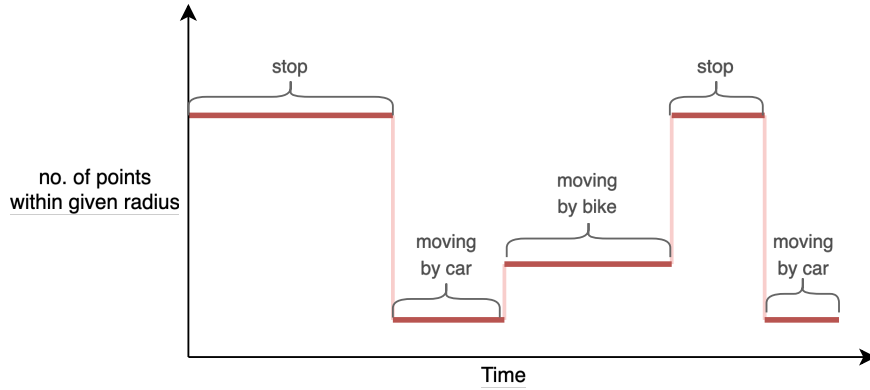 stop
stop
no. of points
within given radius
moving
by bike
moving
by car
moving
by car
Time